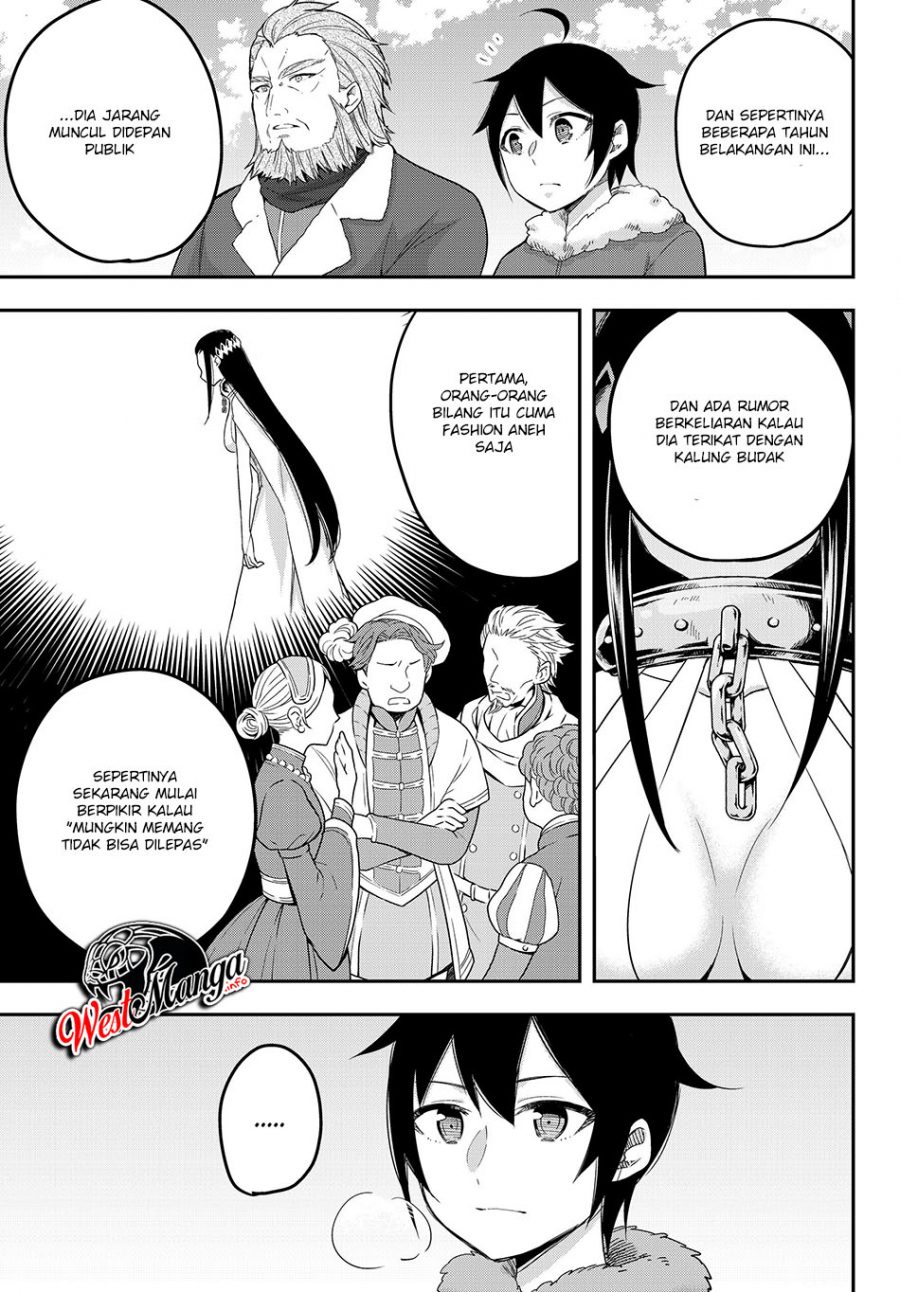 DAN SEPERTINYA
BEBERAPA TAHUN
BELAKANGAN INI...
...DIA JARANG
MUNCUL DIDEPAN
PUBLIK
DAN ADA RUMOR
BERKELIARAN KALAU
DIA TERIKAT DENGAN
KALUNG BUDAK
PERTAMA,
ORANG-ORANG
BILANG ITU CUMA
FASHION ANEH
SAJA
SEPERTINYA
SEKARANG MULAI
BERPIKIR KALAU
"MUNGKIN MEMANG
TIDAK BISA DILEPAS"
WestManga
.info
.....